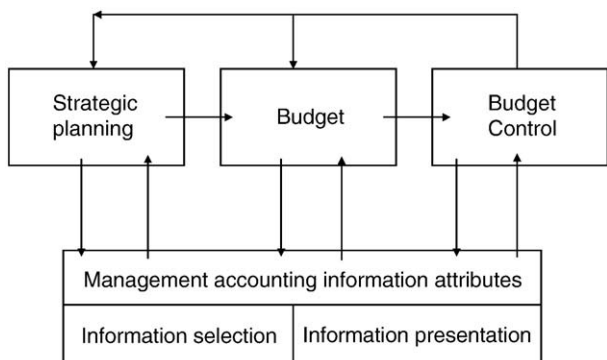 Strategic
planning
Budget
Budget
Control
Management accounting information attributes
Information selection
Information presentation